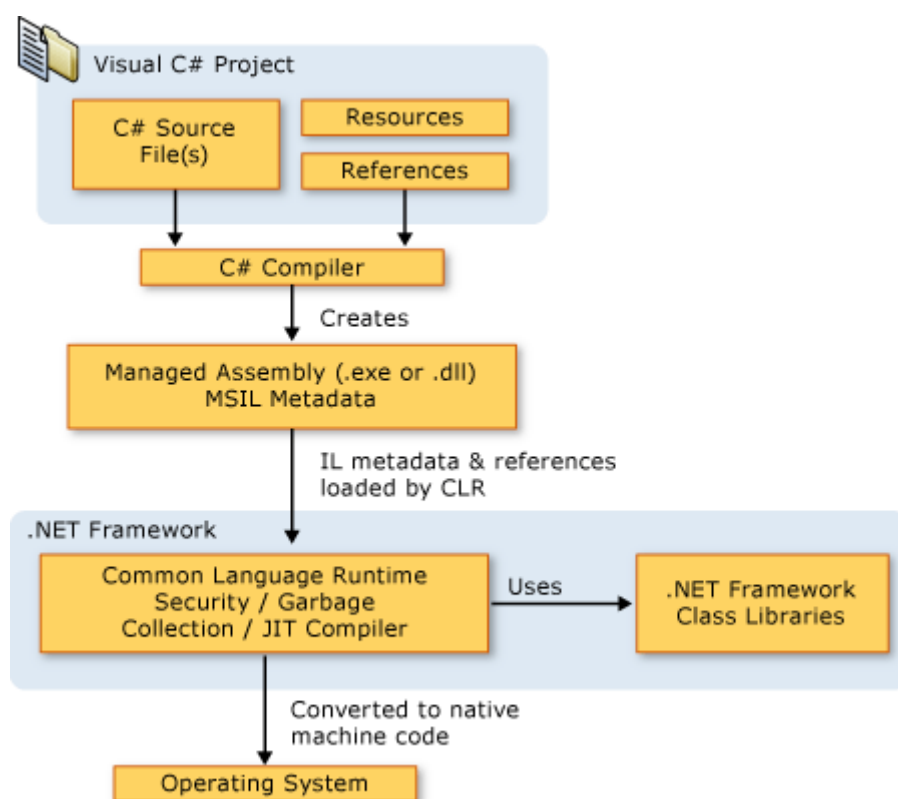 Visual C# Project
C# Source
File(s)
Resources
References
C# Compiler
Creates
Managed Assembly (.exe or .dll)
MSIL Metadata
IL metadata & references
loaded by CLR
.NET Framework
Common Language Runtime
Security / Garbage
Collection / JIT Compiler
Uses
.NET Framework
Class Libraries
Converted to native
machine code
Operating System